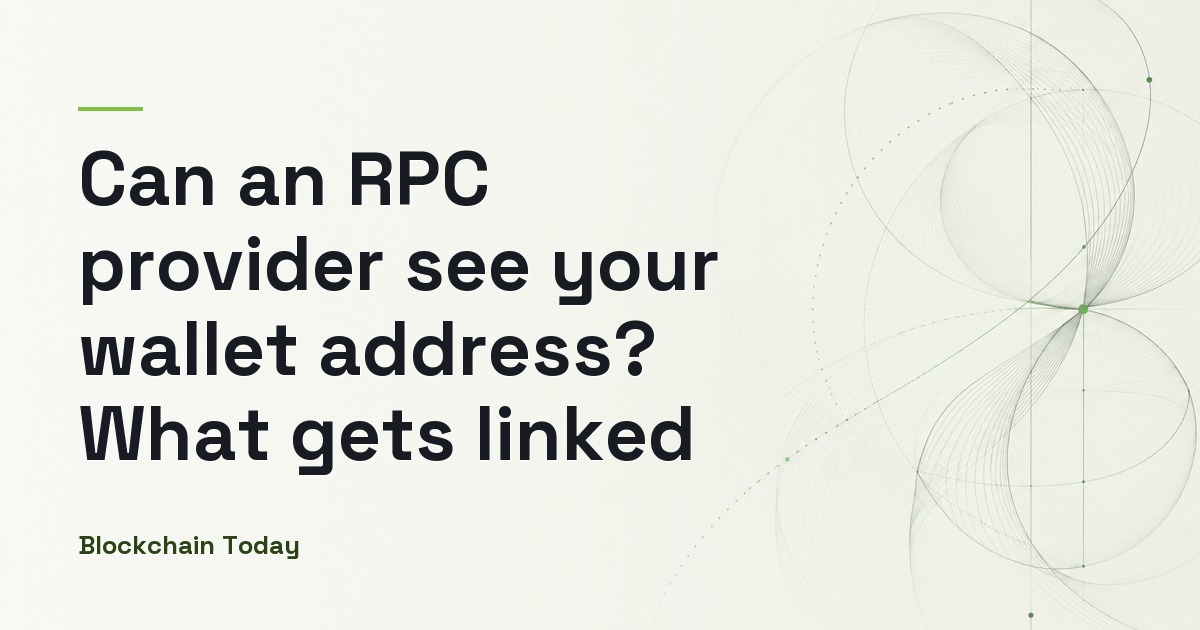 Can an RPC
provider see your
wallet address?
What gets linked
Blockchain Today